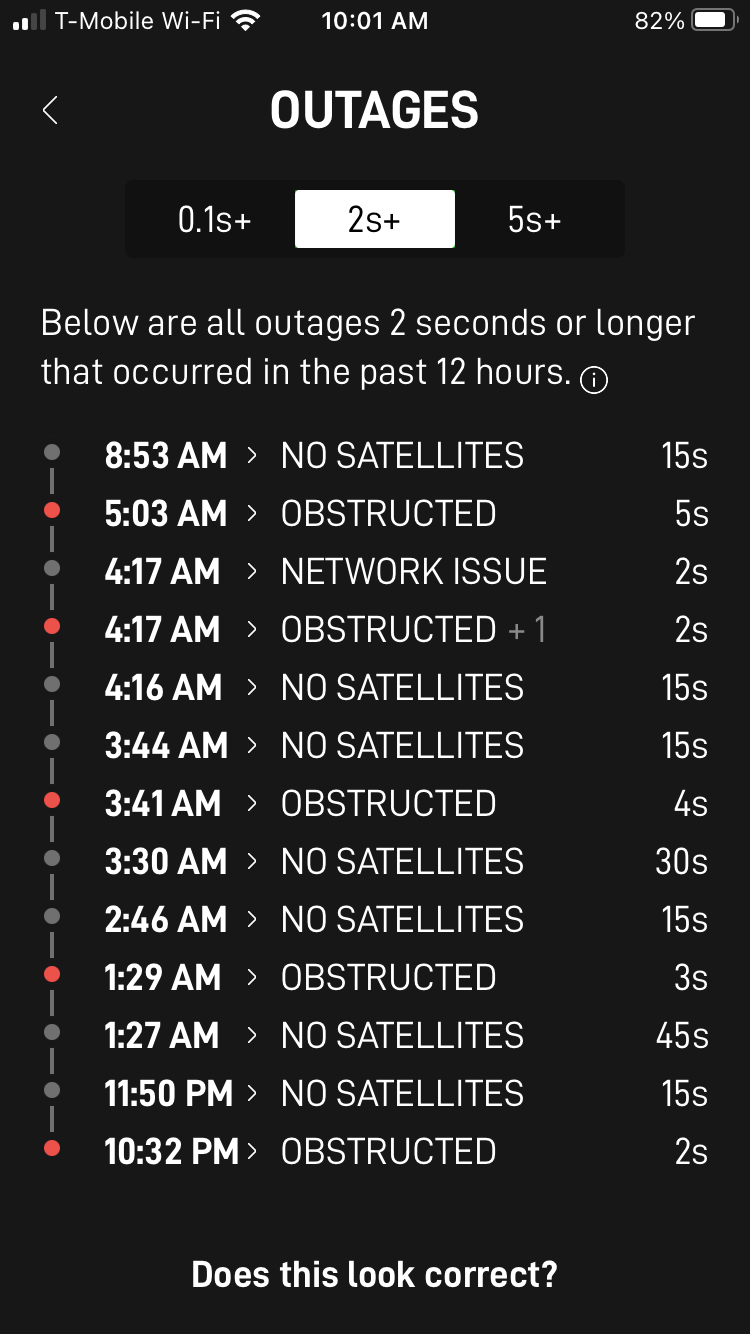 T-Mobile Wi-Fi 10:01 AM 82%
OUTAGES
0.1s+ 2s+ 5s+
Below are all outages 2 seconds or longer
that occurred in the past 12 hours.
8:53 AM > NO SATELLITES 15s
5:03 AM > OBSTRUCTED 5s
4:17 AM > NETWORK ISSUE 2s
4:17 AM > OBSTRUCTED + 1 2s
4:16 AM > NO SATELLITES 15s
3:44 AM > NO SATELLITES 15s
3:41 AM > OBSTRUCTED 4s
3:30 AM > NO SATELLITES 30s
2:46 AM > NO SATELLITES 15s
1:29 AM > OBSTRUCTED 3s
1:27 AM > NO SATELLITES 45s
11:50 PM > NO SATELLITES 15s
10:32 PM > OBSTRUCTED 2s
Does this look correct?